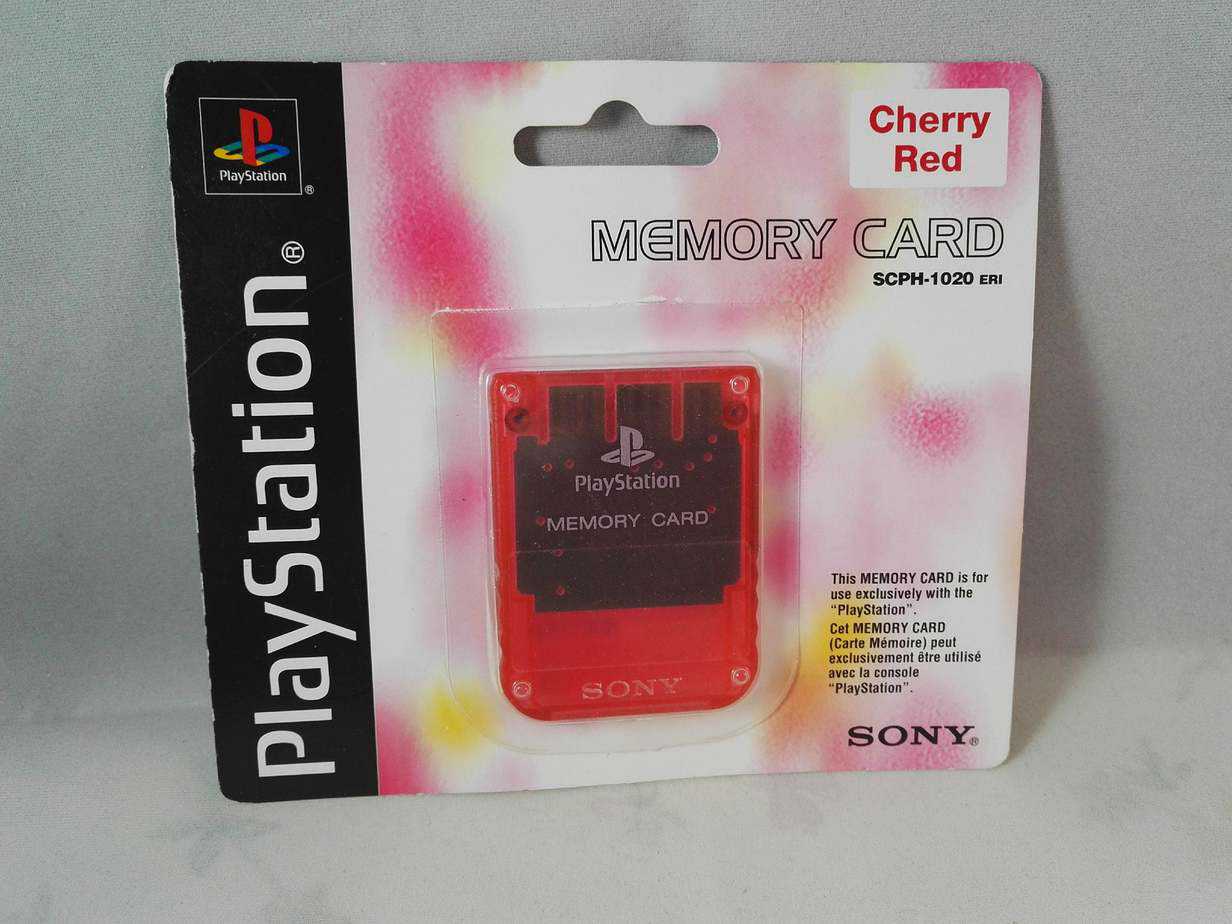 PlayStation
®
PlayStation®
Cherry
Red
MEMORY CARD
SCPH-1020 ERI
PlayStation
MEMORY CARD
SONY
This MEMORY CARD is for
use exclusively with the
“PlayStation”.
Cet MEMORY CARD
(Carte Mémoire) peut
exclusivement être utilisé
avec la console
“PlayStation”.
SONY®